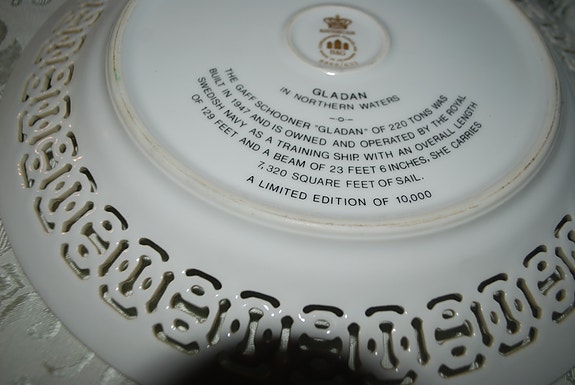 B&G
GLADAN
IN NORTHERN WATERS
THE GAFF SCHOONER "GLADAN" OF 220 TONS WAS
BUILT IN 1947 AND IS OWNED AND OPERATED BY THE ROYAL
SWEDISH NAVY AS A TRAINING SHIP. WITH AN OVERALL LENGTH
OF 129 FEET AND A BEAM OF 23 FEET 6 INCHES, SHE CARRIES
7,320 SQUARE FEET OF SAIL.
A LIMITED EDITION OF 10,000